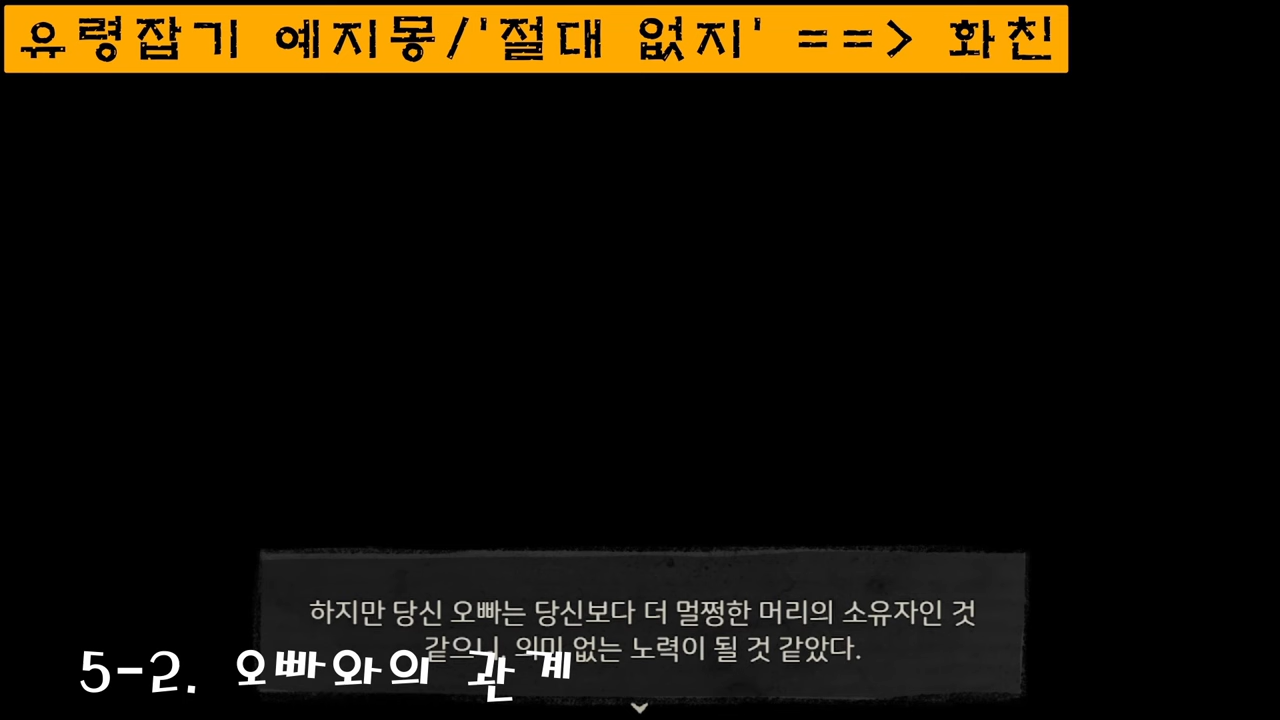 유령잡기 예지몽/'절대 없지' ==> 화친
하지만 당신 오빠는 당신보다 더 멀쩡한 머리의 소유자인 것
같으니, 의미 없는 노력이 될 것 같았다.
5-2. 오빠와의 관계